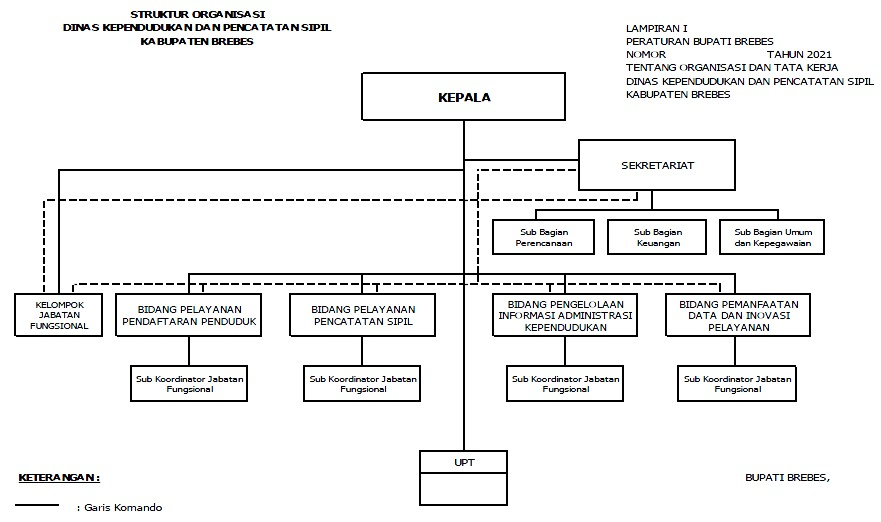 STRUKTUR ORGANISASI
DINAS KEPENDUDUKAN DAN PENCATATAN SIPIL
KABUPATEN BREBES
LAMPIRAN I
PERATURAN BUPATI BREBES
NOMOR TAHUN 2021
TENTANG ORGANISASI DAN TATA KERJA
DINAS KEPENDUDUKAN DAN PENCATATAN SIPIL
KABUPATEN BREBES
KEPALA
SEKRETARIAT
Sub Bagian
Perencanaan
Sub Bagian
Keuangan
Sub Bagian Umum
dan Kepegawaian
KELOMPOK
JABATAN
FUNGSIONAL
BIDANG PELAYANAN
PENDAFTARAN PENDUDUK
BIDANG PELAYANAN
PENCATATAN SIPIL
BIDANG PENGELOLAAN
INFORMASI ADMINISTRASI
KEPENDUDUKAN
BIDANG PEMANFAATAN
DATA DAN INOVASI
PELAYANAN
Sub Koordinator Jabatan
Fungsional
Sub Koordinator Jabatan
Fungsional
Sub Koordinator Jabatan
Fungsional
Sub Koordinator Jabatan
Fungsional
UPT
KETERANGAN :
BUPATI BREBES,
: Garis Komando